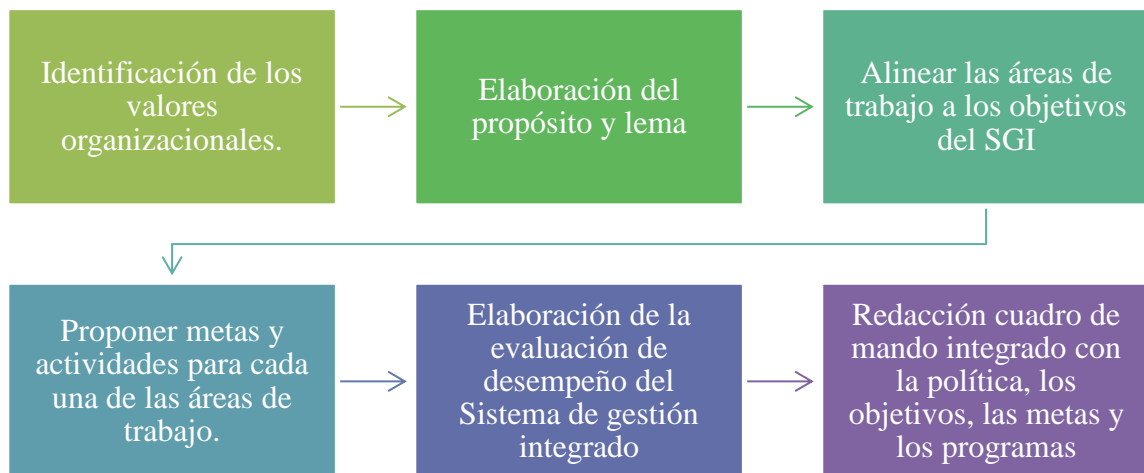 Identificación de los
valores
organizacionales.
Elaboración del
propósito y lema
Alinear las áreas de
trabajo a los objetivos
del SGI
Proponer metas y
actividades para cada
una de las áreas de
trabajo.
Elaboración de la
evaluación de
desempeño del
Sistema de gestión
integrado
Redacción cuadro de
mando integrado con
la política, los
objetivos, las metas y
los programas